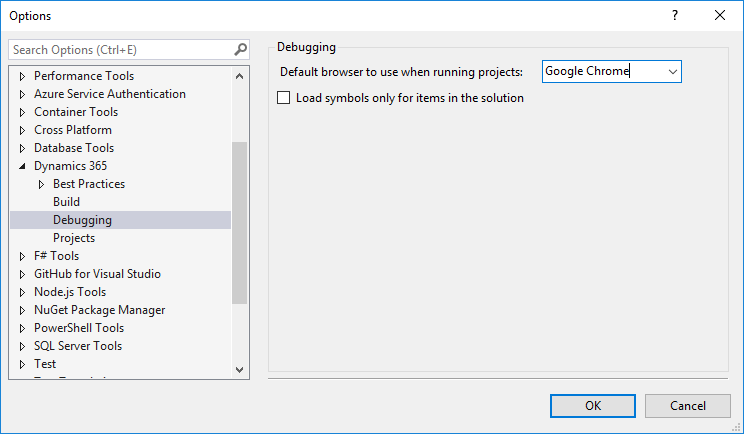 Options
?
Search Options (Ctrl+E)
Performance Tools
Azure Service Authentication
Container Tools
Cross Platform
Database Tools
Dynamics 365
Best Practices
Build
Debugging
Projects
F# Tools
GitHub for Visual Studio
Node.js Tools
NuGet Package Manager
PowerShell Tools
SQL Server Tools
Test
Debugging
Default browser to use when running projects: Google Chrome
Load symbols only for items in the solution
OK Cancel